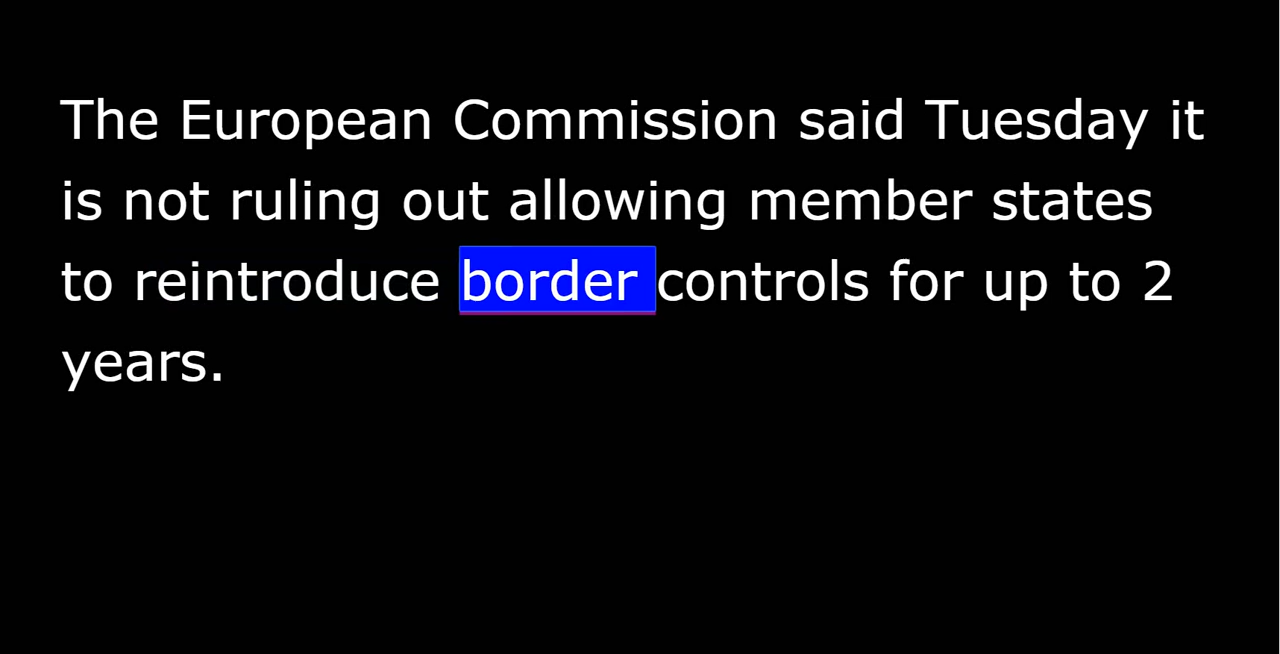 The European Commission said Tuesday it
is not ruling out allowing member states
to reintroduce border controls for up to 2
years.